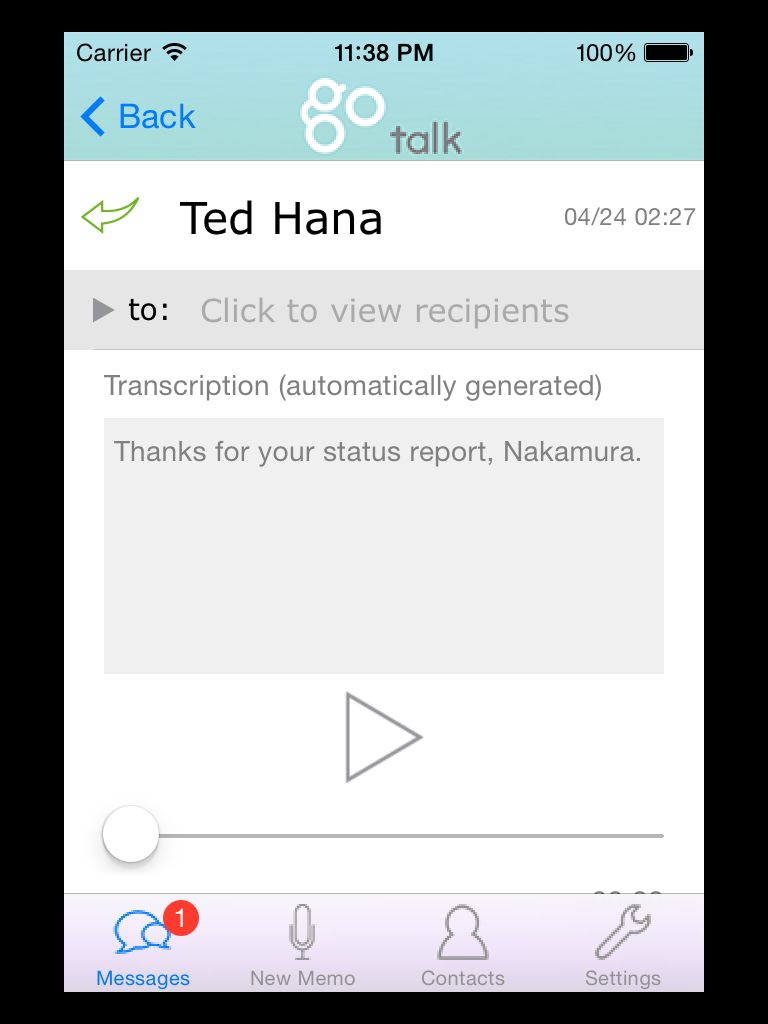 Carrier 11:38 PM 100%
Back go talk
Ted Hana 04/24 02:27
to: Click to view recipients
Transcription (automatically generated)
Thanks for your status report, Nakamura.
1
Messages New Memo Contacts Settings